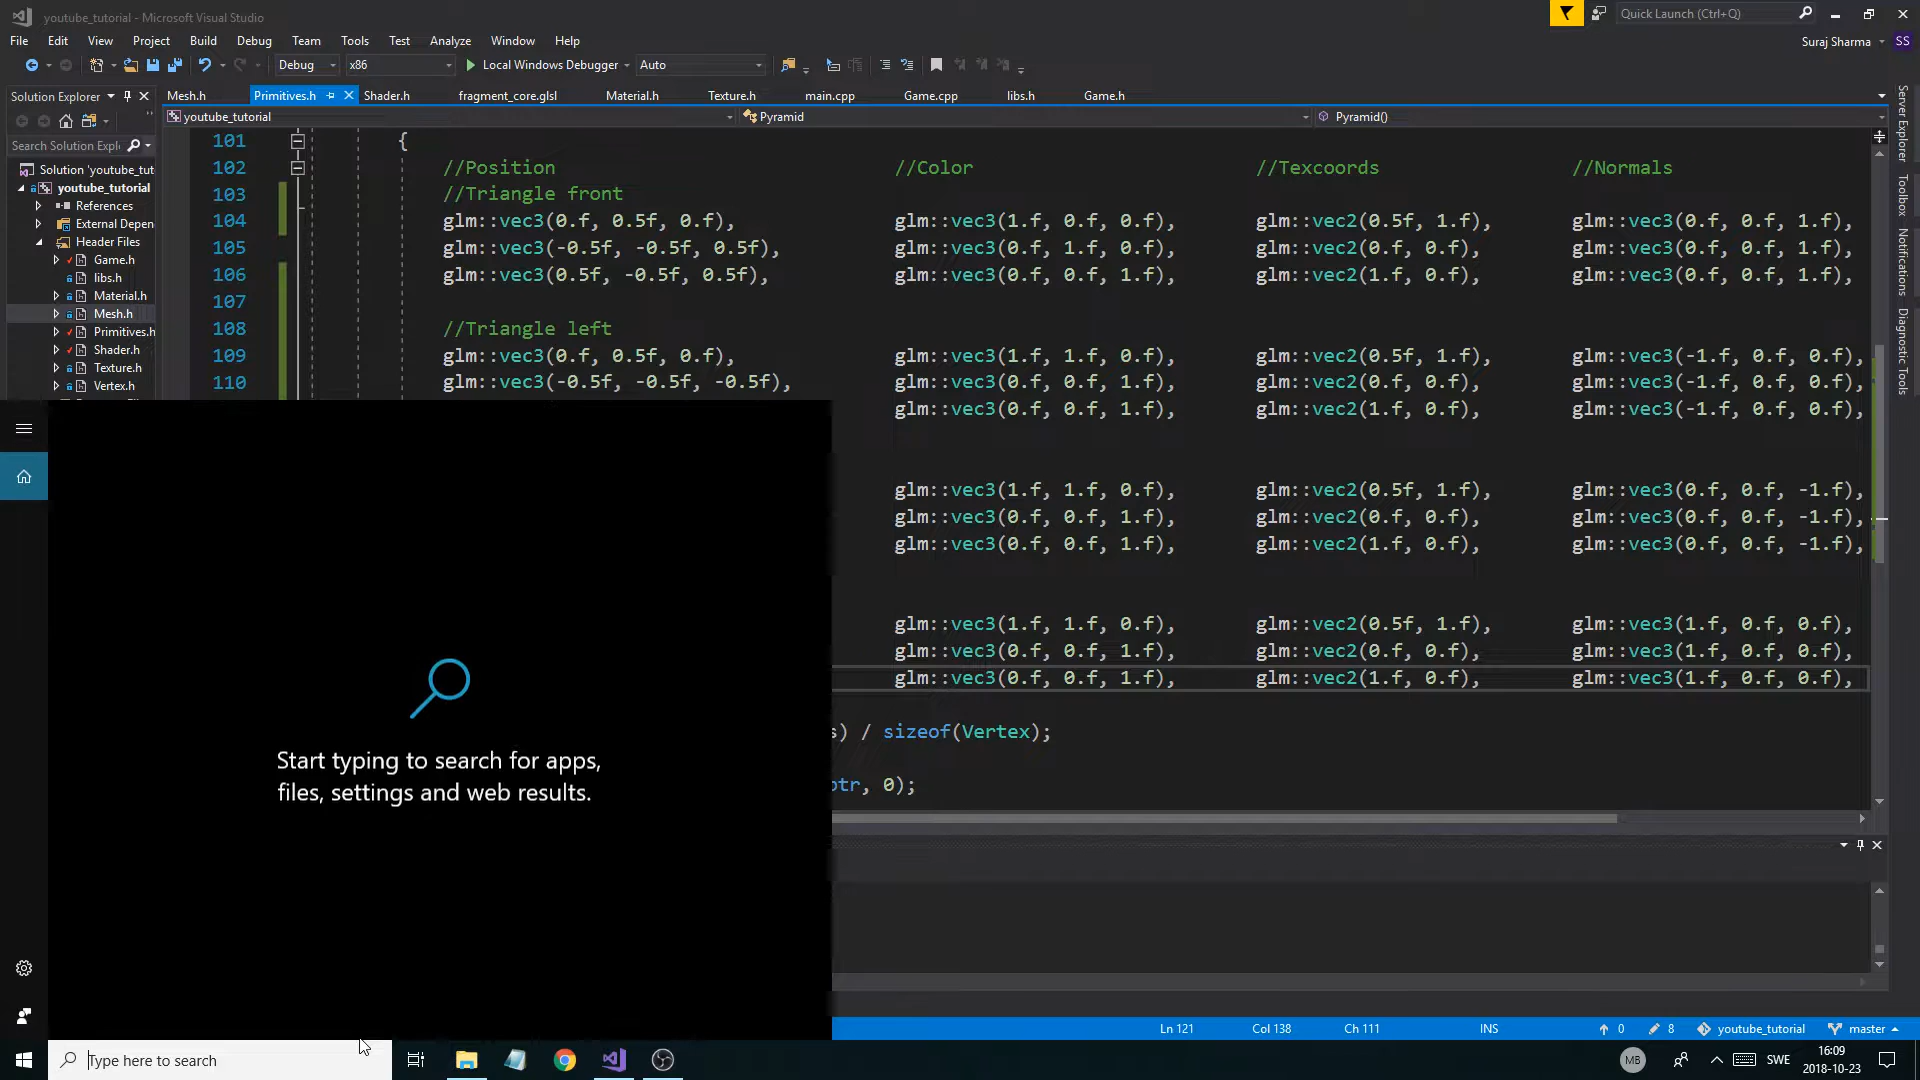 youtube_tutorial - Microsoft Visual Studio
Quick Launch (Ctrl+Q)
File Edit View Project Build Debug Team Tools Test Analyze Window Help
Suraj Sharma SS
Debug x86 Local Windows Debugger Auto
Solution Explorer
Mesh.h Primitives.h Shader.h fragment_core.glsl Material.h Texture.h main.cpp Game.cpp libs.h Game.h
youtube_tutorial Pyramid Pyramid()
Search Solution Expl
Solution 'youtube_tut
youtube_tutorial
References
External Depen
Header Files
Game.h
libs.h
Material.h
Mesh.h
Primitives.h
Shader.h
Texture.h
Vertex.h
101 {
102 //Position //Color //Texcoords //Normals
103 //Triangle front
104 glm::vec3(0.f, 0.5f, 0.f), glm::vec3(1.f, 0.f, 0.f), glm::vec2(0.5f, 1.f), glm::vec3(0.f, 0.f, 1.f),
105 glm::vec3(-0.5f, -0.5f, 0.5f), glm::vec3(0.f, 1.f, 0.f), glm::vec2(0.f, 0.f), glm::vec3(0.f, 0.f, 1.f),
106 glm::vec3(0.5f, -0.5f, 0.5f), glm::vec3(0.f, 0.f, 1.f), glm::vec2(1.f, 0.f), glm::vec3(0.f, 0.f, 1.f),
107
108 //Triangle left
109 glm::vec3(0.f, 0.5f, 0.f), glm::vec3(1.f, 1.f, 0.f), glm::vec2(0.5f, 1.f), glm::vec3(-1.f, 0.f, 0.f),
110 glm::vec3(-0.5f, -0.5f, -0.5f), glm::vec3(0.f, 0.f, 1.f), glm::vec2(0.f, 0.f), glm::vec3(-1.f, 0.f, 0.f),
glm::vec3(0.f, 0.f, 1.f), glm::vec2(1.f, 0.f), glm::vec3(-1.f, 0.f, 0.f),
glm::vec3(1.f, 1.f, 0.f), glm::vec2(0.5f, 1.f), glm::vec3(0.f, 0.f, -1.f),
glm::vec3(0.f, 0.f, 1.f), glm::vec2(0.f, 0.f), glm::vec3(0.f, 0.f, -1.f),
glm::vec3(0.f, 0.f, 1.f), glm::vec2(1.f, 0.f), glm::vec3(0.f, 0.f, -1.f),
glm::vec3(1.f, 1.f, 0.f), glm::vec2(0.5f, 1.f), glm::vec3(1.f, 0.f, 0.f),
glm::vec3(0.f, 0.f, 1.f), glm::vec2(0.f, 0.f), glm::vec3(1.f, 0.f, 0.f),
glm::vec3(0.f, 0.f, 1.f), glm::vec2(1.f, 0.f), glm::vec3(1.f, 0.f, 0.f),
s) / sizeof(Vertex);
ptr, 0);
Server Explorer
Toolbox
Notifications
Diagnostic Tools
Start typing to search for apps,
files, settings and web results.
Ln 121 Col 138 Ch 111 INS 0 8 youtube_tutorial master
Type here to search
MB SWE 16:09
2018-10-23